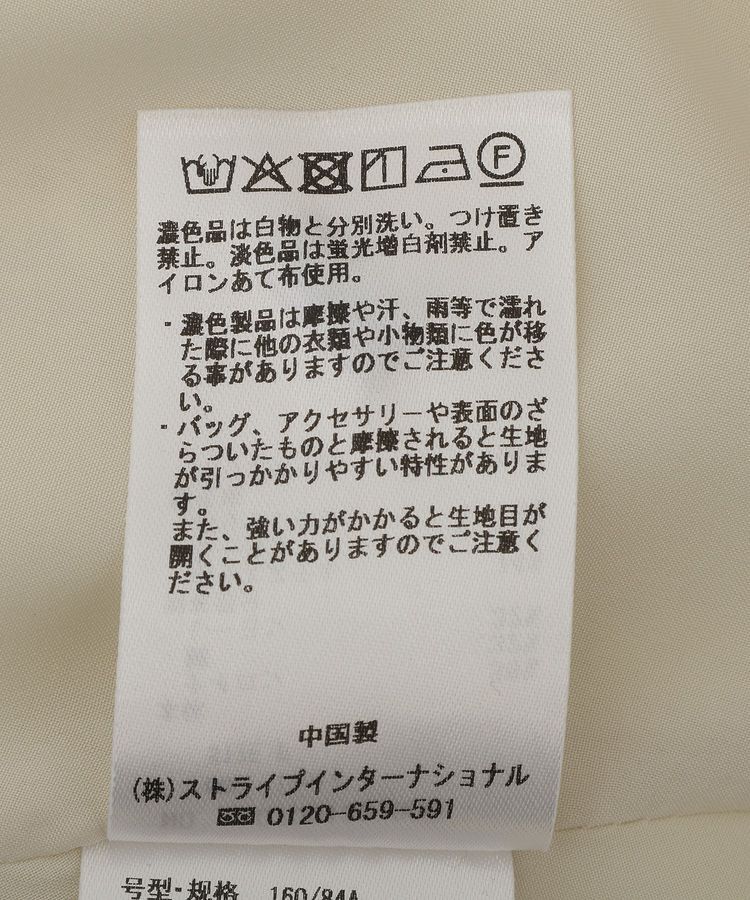 F
濃色品は白物と分別洗い。つけ置き
禁止。淡色品は蛍光増白剤禁止。ア
イロンあて布使用。
・濃色製品は摩擦や汗、雨等で濡れ
た際に他の衣類や小物類に色が移
る事がありますのでご注意くださ
い。
・バッグ、アクセサリーや表面のざ
らついたものと摩擦されると生地
が引っかかりやすい特性がありま
す。
また、強い力がかかると生地目が
開くことがありますのでご注意く
ださい。
中国製
(株)ストライプインターナショナル
0120-659-591
号型·规格 160/84A